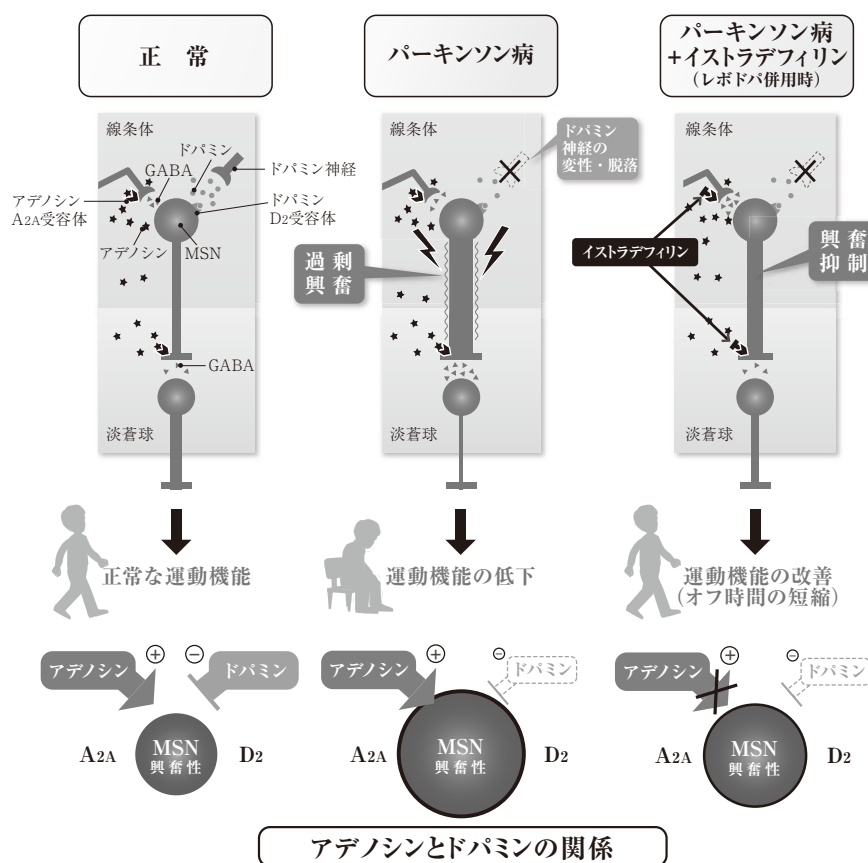 正常
パーキンソン病
パーキンソン病
+イストラデフィリン
(レボドパ併用時)
線条体
ドパミン
GABA
ドパミン神経
アデノシン
A2A受容体
ドパミン
D2受容体
アデノシン
MSN
GABA
淡蒼球
線条体
ドパミン
神経の
変性・脱落
過剰
興奮
淡蒼球
線条体
イストラデフィリン
興奮
抑制
淡蒼球
正常な運動機能
運動機能の低下
運動機能の改善
(オフ時間の短縮)
アデノシン
+
−
ドパミン
A2A
MSN
興奮性
D2
アデノシン
+
−
ドパミン
A2A
MSN
興奮性
D2
アデノシン
+
−
ドパミン
A2A
MSN
興奮性
D2
アデノシンとドパミンの関係